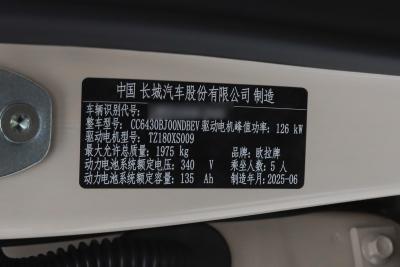 中国 长城汽车股份有限公司 制造
车辆识别代号:
整车型号: CC6430BJ00NDBEV 驱动电机峰值功率: 126 kW
驱动电机型号: TZ180XS009
最大允许总质量: 1975 kg 品牌: 欧拉牌
动力电池系统额定电压: 340 V 乘坐人数: 5 人
动力电池系统额定容量: 135 Ah 制造年月: 2025-06